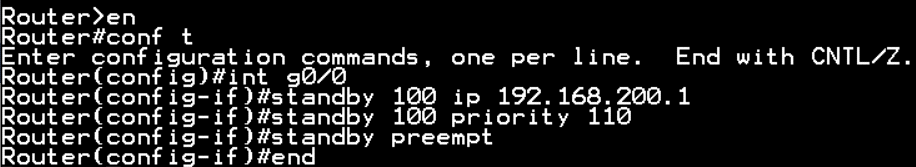 Router>en
Router#conf t
Enter configuration commands, one per line.  End with CNTL/Z.
Router(config)#int g0/0
Router(config-if)#standby 100 ip 192.168.200.1
Router(config-if)#standby 100 priority 110
Router(config-if)#standby preempt
Router(config-if)#end